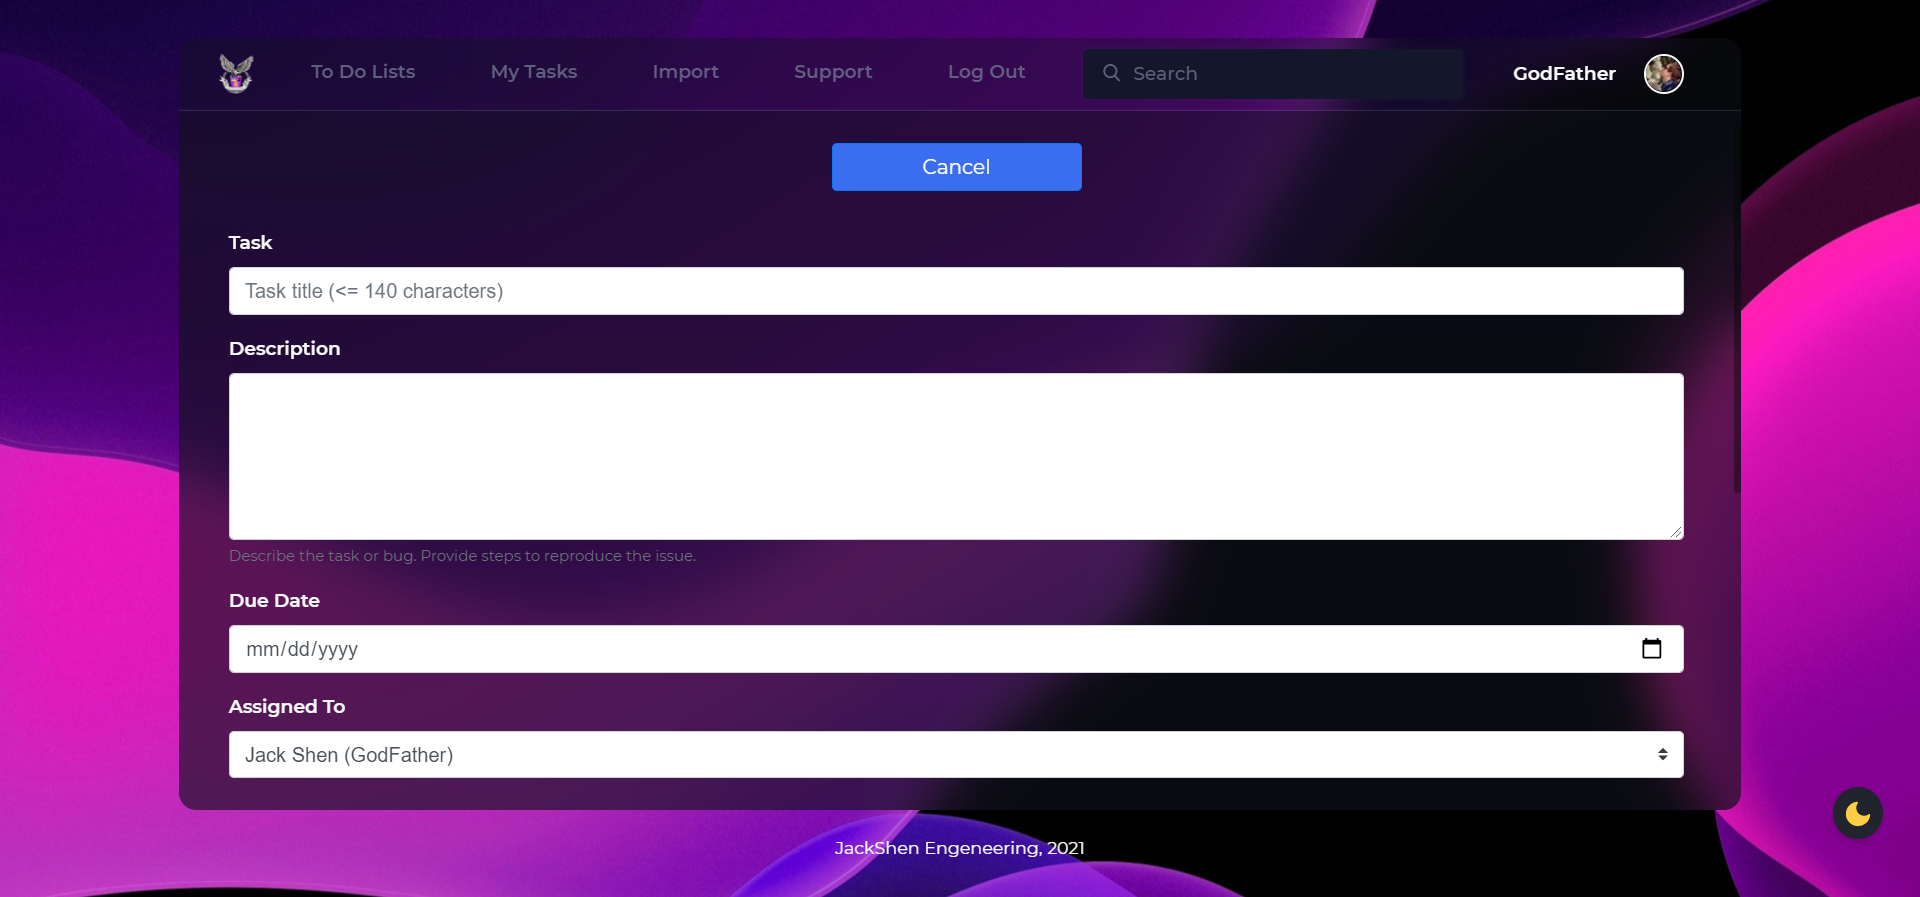 To Do Lists My Tasks Import Support Log Out Search GodFather
Cancel
Task
Task title (<= 140 characters)
Description
Describe the task or bug. Provide steps to reproduce the issue.
Due Date
mm/dd/yyyy
Assigned To
Jack Shen (GodFather)
JackShen Engeneering, 2021